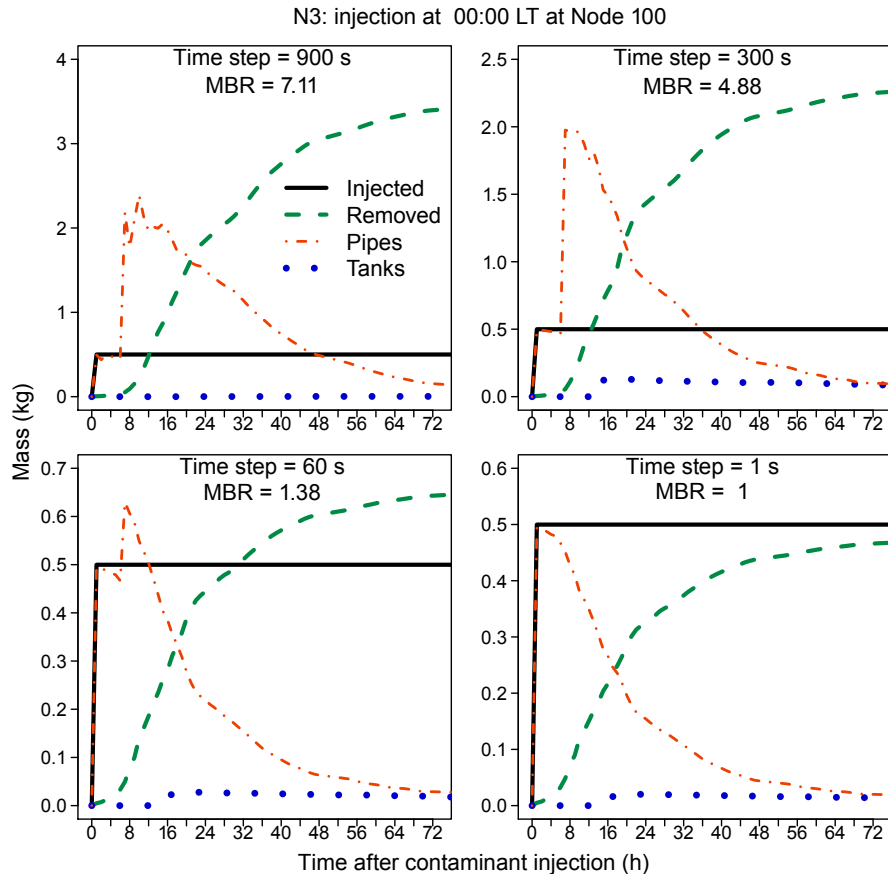 N3: injection at 00:00 LT at Node 100
Time step = 900 s
MBR = 7.11
4
3
2
1
0
Injected
Removed
Pipes
Tanks
0 8 16 24 32 40 48 56 64 72
Time step = 300 s
MBR = 4.88
2.5
2.0
1.5
1.0
0.5
0.0
0 8 16 24 32 40 48 56 64 72
Mass (kg)
Time step = 60 s
MBR = 1.38
0.7
0.6
0.5
0.4
0.3
0.2
0.1
0.0
0 8 16 24 32 40 48 56 64 72
Time step = 1 s
MBR = 1
0.6
0.5
0.4
0.3
0.2
0.1
0.0
0 8 16 24 32 40 48 56 64 72
Time after contaminant injection (h)